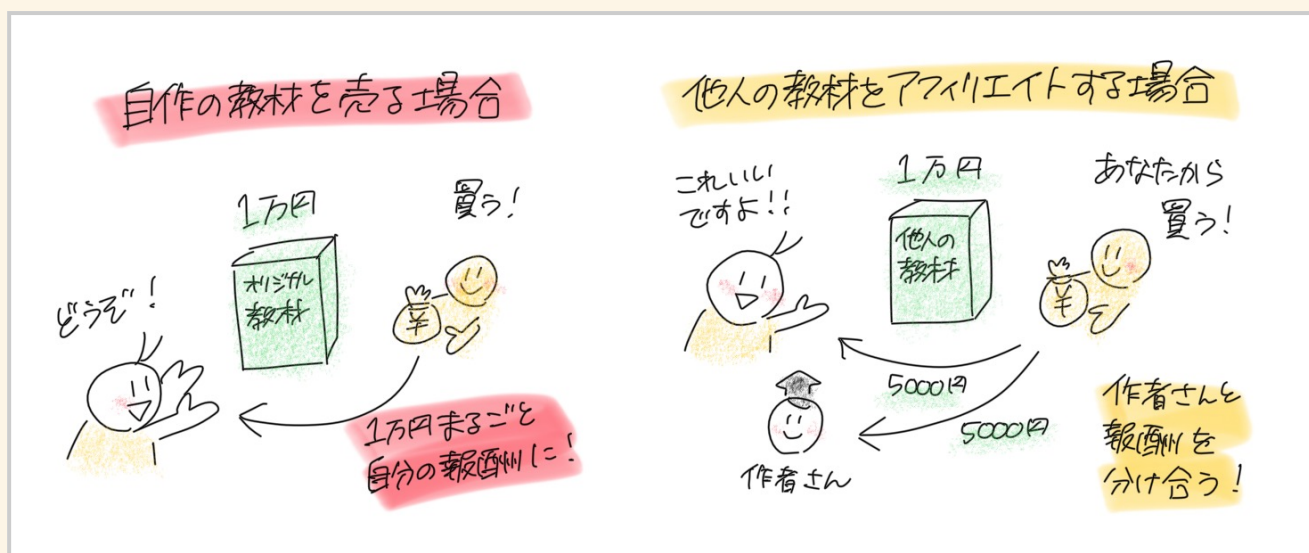 自作の教材を売る場合
1万円
買う!
どうぞ!
オリジナル
教材
¥
1万円まるごと
自分の報酬に!
他人の教材をアフィリエイトする場合
これいい
ですよ!!
1万円
あなたから
買う!
他人の
教材
¥
5000円
5000円
作者さん
作者さんと
報酬を
分け合う!